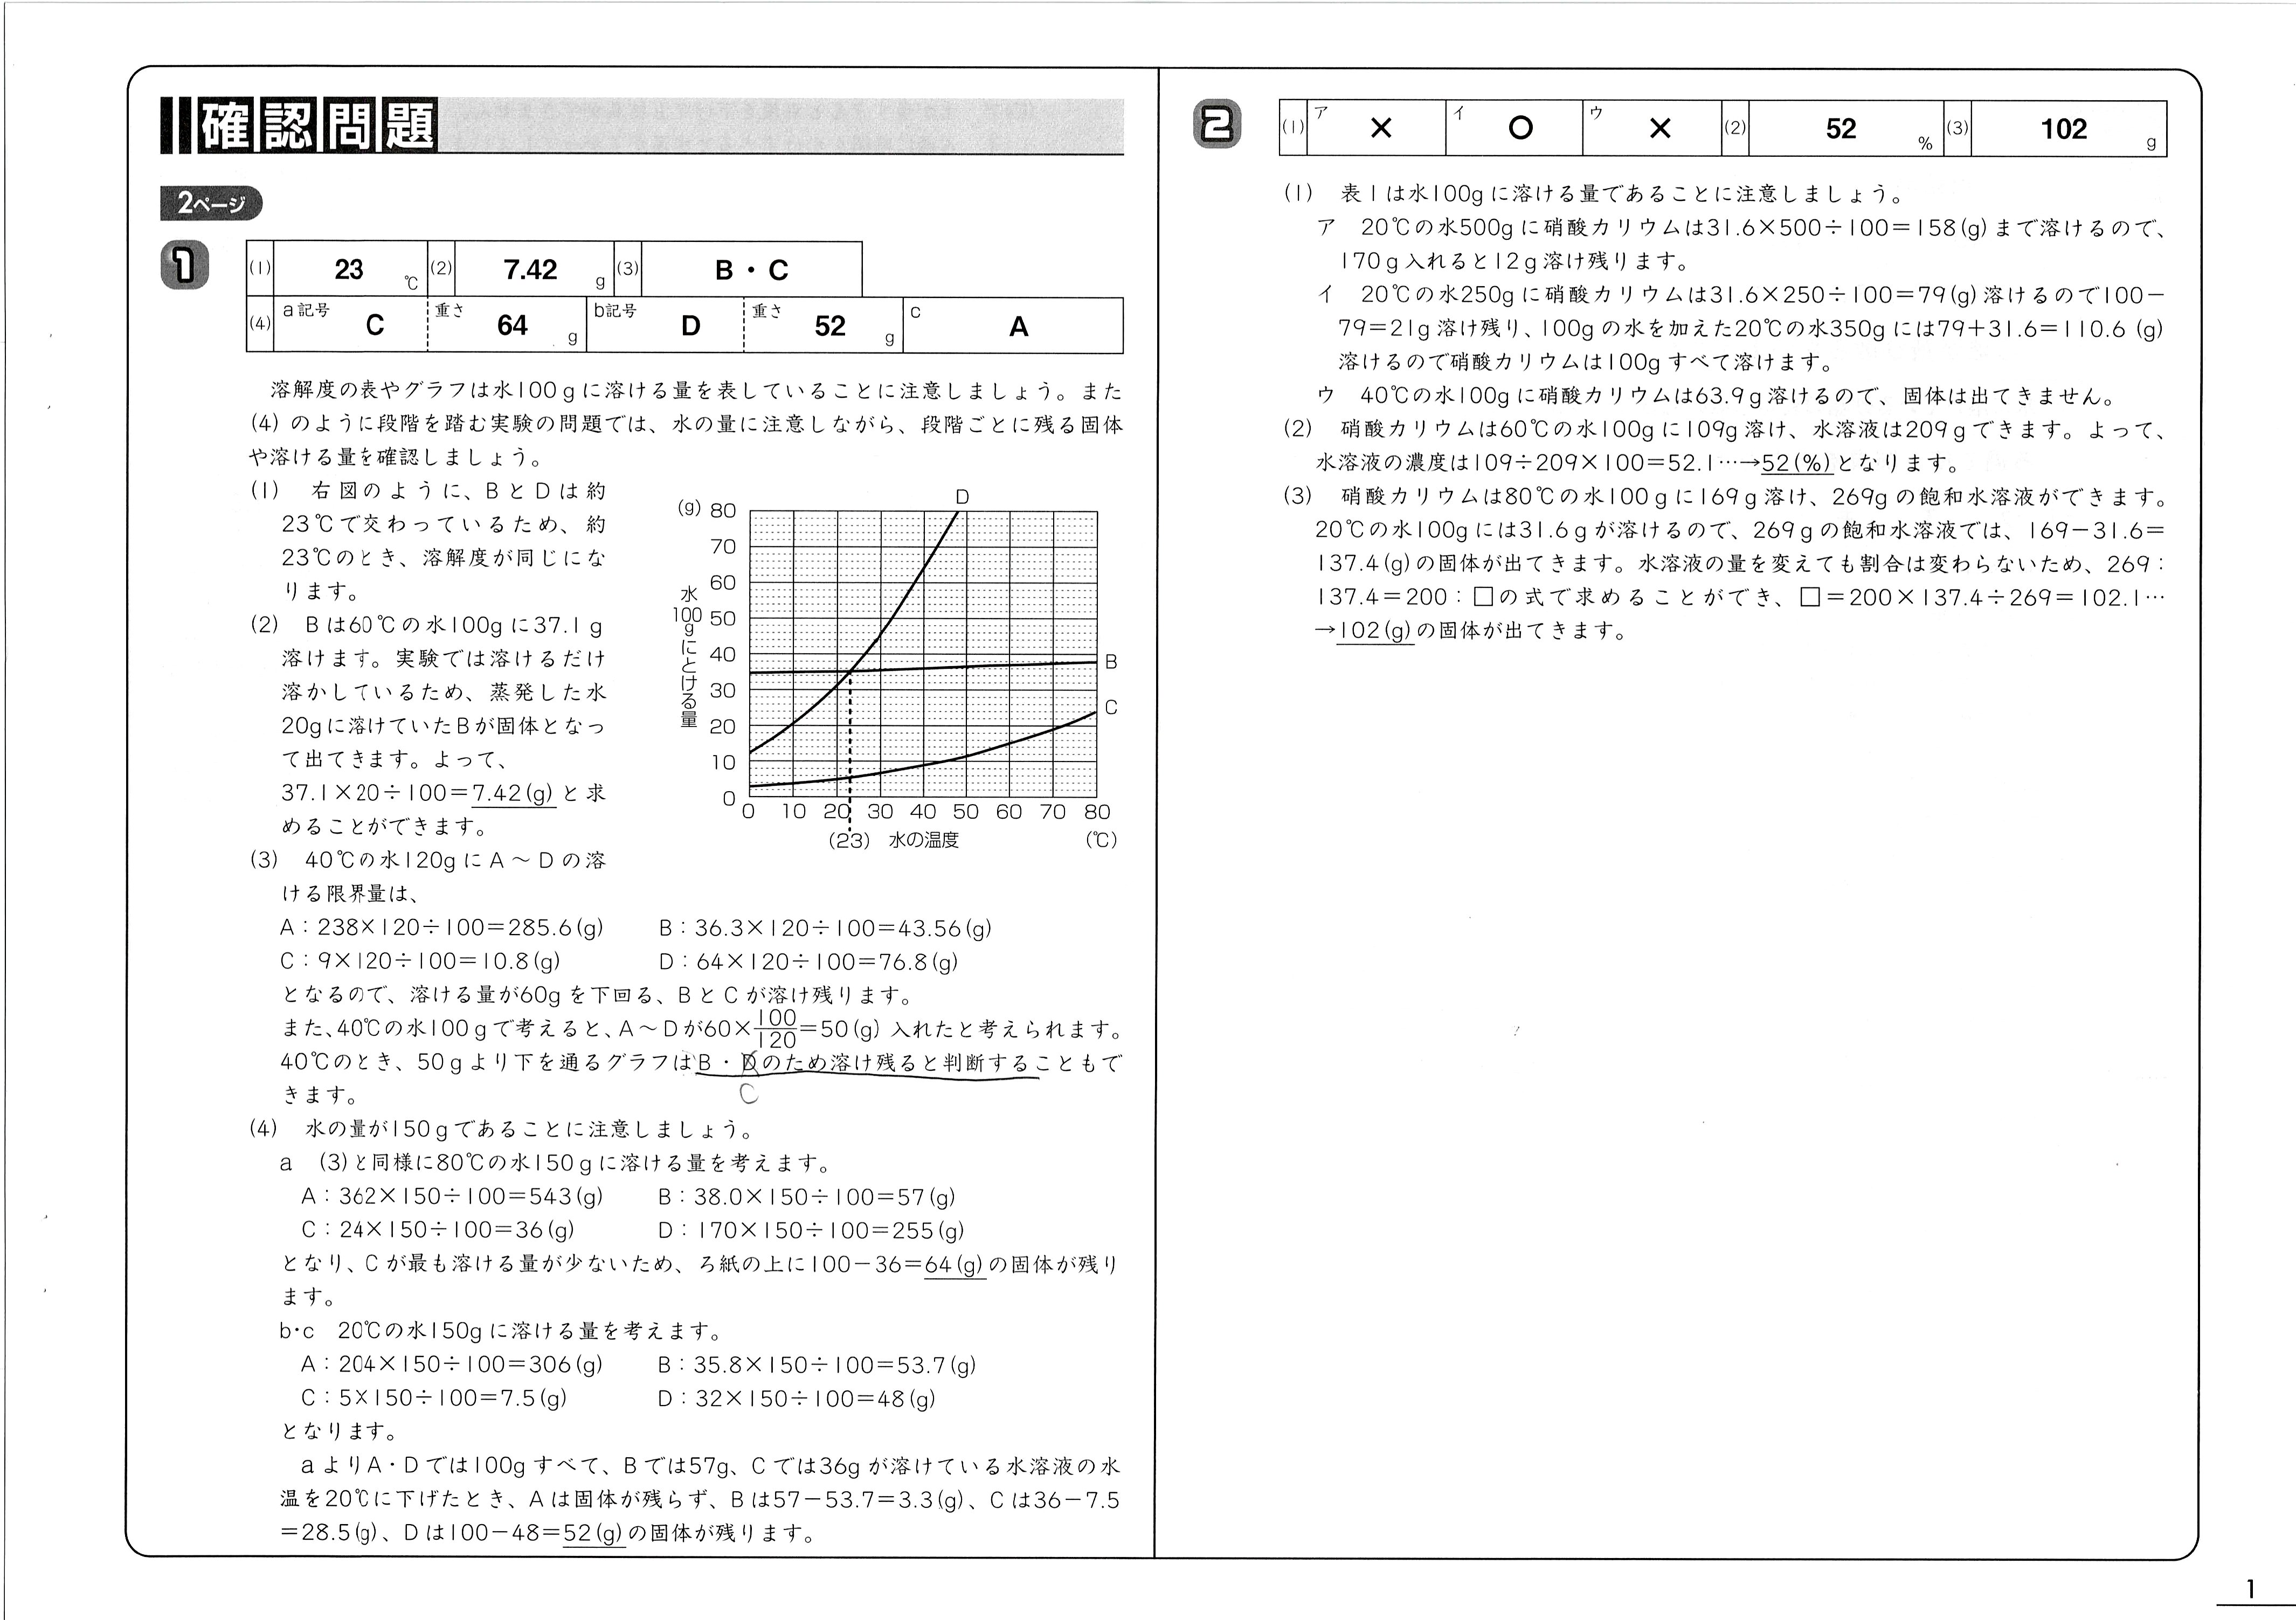 確認問題
2ページ
1
(1) 23 ℃ (2) 7.42 g (3) B・C
(4) a記号 C 重さ 64 g b記号 D 重さ 52 g c A
溶解度の表やグラフは水100gに溶ける量を表していることに注意しましょう。また
(4)のように段階を踏む実験の問題では、水の量に注意しながら、段階ごとに残る固体
や溶ける量を確認しましょう。
(1) 右図のように、BとDは約
23℃で交わっているため、約
23℃のとき、溶解度が同じにな
ります。
(2) Bは60℃の水100gに37.1g
溶けます。実験では溶けるだけ
溶かしているため、蒸発した水
20gに溶けていたBが固体となっ
て出てきます。よって、
37.1×20÷100=7.42(g)と求
めることができます。
(g) 80
70
60
50
40
30
20
10
0
水100gにとける量
D
B
C
0 10 20 30 40 50 60 70 80
(23) 水の温度 (℃)
(3) 40℃の水120gにA〜Dの溶
ける限界量は、
A：238×120÷100=285.6(g) B：36.3×120÷100=43.56(g)
C：9×120÷100=10.8(g) D：64×120÷100=76.8(g)
となるので、溶ける量が60gを下回る、BとCが溶け残ります。
また、40℃の水100gで考えると、A〜Dが60×100/120=50(g)入れたと考えられます。
40℃のとき、50gより下を通るグラフはB・Dのため溶け残ると判断することもで
C
きます。
(4) 水の量が150gであることに注意しましょう。
a (3)と同様に80℃の水150gに溶ける量を考えます。
A：362×150÷100=543(g) B：38.0×150÷100=57(g)
C：24×150÷100=36(g) D：170×150÷100=255(g)
となり、Cが最も溶ける量が少ないため、ろ紙の上に100−36=64(g)の固体が残り
ます。
b・c 20℃の水150gに溶ける量を考えます。
A：204×150÷100=306(g) B：35.8×150÷100=53.7(g)
C：5×150÷100=7.5(g) D：32×150÷100=48(g)
となります。
aよりA・Dでは100gすべて、Bでは57g、Cでは36gが溶けている水溶液の水
温を20℃に下げたとき、Aは固体が残らず、Bは57−53.7=3.3(g)、Cは36−7.5
=28.5(g)、Dは100−48=52(g)の固体が残ります。
2
(1) ア × イ ○ ウ × (2) 52 % (3) 102 g
(1) 表1は水100gに溶ける量であることに注意しましょう。
ア 20℃の水500gに硝酸カリウムは31.6×500÷100=158(g)まで溶けるので、
170g入れると12g溶け残ります。
イ 20℃の水250gに硝酸カリウムは31.6×250÷100=79(g)溶けるので100−
79=21g溶け残り、100gの水を加えた20℃の水350gには79+31.6=110.6(g)
溶けるので硝酸カリウムは100gすべて溶けます。
ウ 40℃の水100gに硝酸カリウムは63.9g溶けるので、固体は出てきません。
(2) 硝酸カリウムは60℃の水100gに109g溶け、水溶液は209gできます。よって、
水溶液の濃度は109÷209×100=52.1…→52(%)となります。
(3) 硝酸カリウムは80℃の水100gに169g溶け、269gの飽和水溶液ができます。
20℃の水100gには31.6gが溶けるので、269gの飽和水溶液では、169−31.6=
137.4(g)の固体が出てきます。水溶液の量を変えても割合は変わらないため、269：
137.4=200：□の式で求めることができ、□=200×137.4÷269=102.1…
→102(g)の固体が出てきます。
1